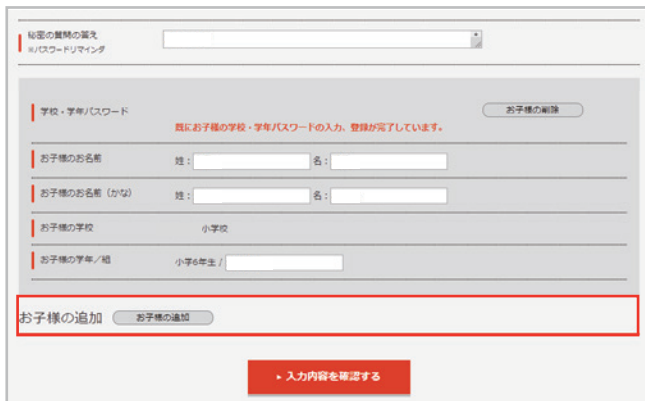 秘密の質問の答え
※パスワードリマインダ
学校・学年パスワード
お子様の削除
既にお子様の学校・学年パスワードの入力、登録が完了しています。
お子様のお名前 姓： 名：
お子様のお名前（かな） 姓： 名：
お子様の学校 小学校
お子様の学年／組 小学6年生 /
お子様の追加 お子様の追加
入力内容を確認する